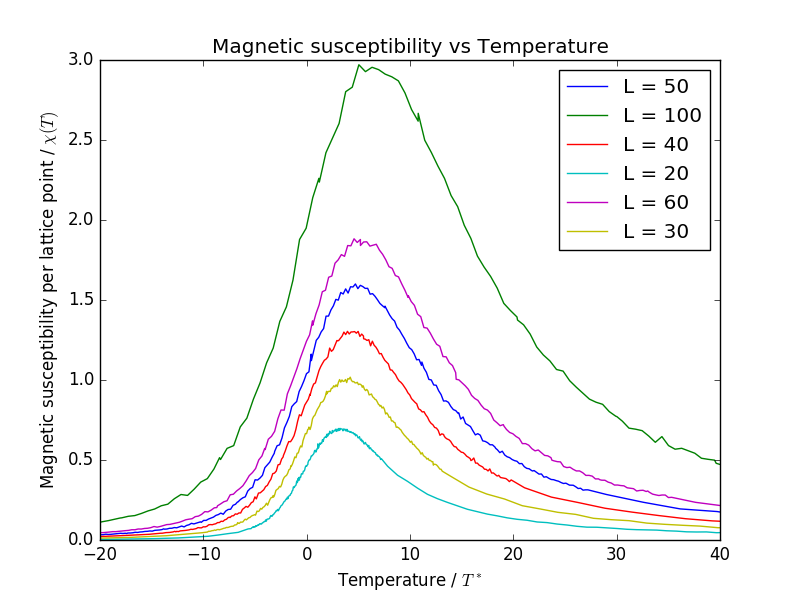 Magnetic susceptibility vs Temperature
Magnetic susceptibility per lattice point / χ(T)
3.0
2.5
2.0
1.5
1.0
0.5
0.0
L = 50
L = 100
L = 40
L = 20
L = 60
L = 30
−20 −10 0 10 20 30 40
Temperature / T*